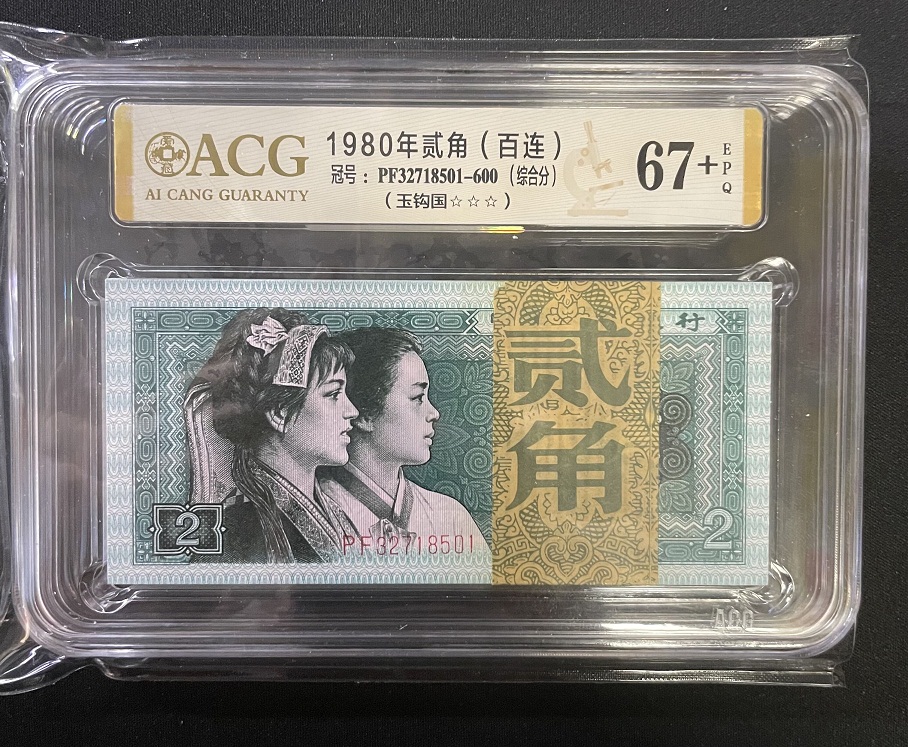 ACG
AI CANG GUARANTY
1980年贰角（百连）
冠号：PF32718501-600（综合分）
（玉钩国☆☆☆）
67+
EPQ
行
贰
角
2
PF32718501
2
ACG